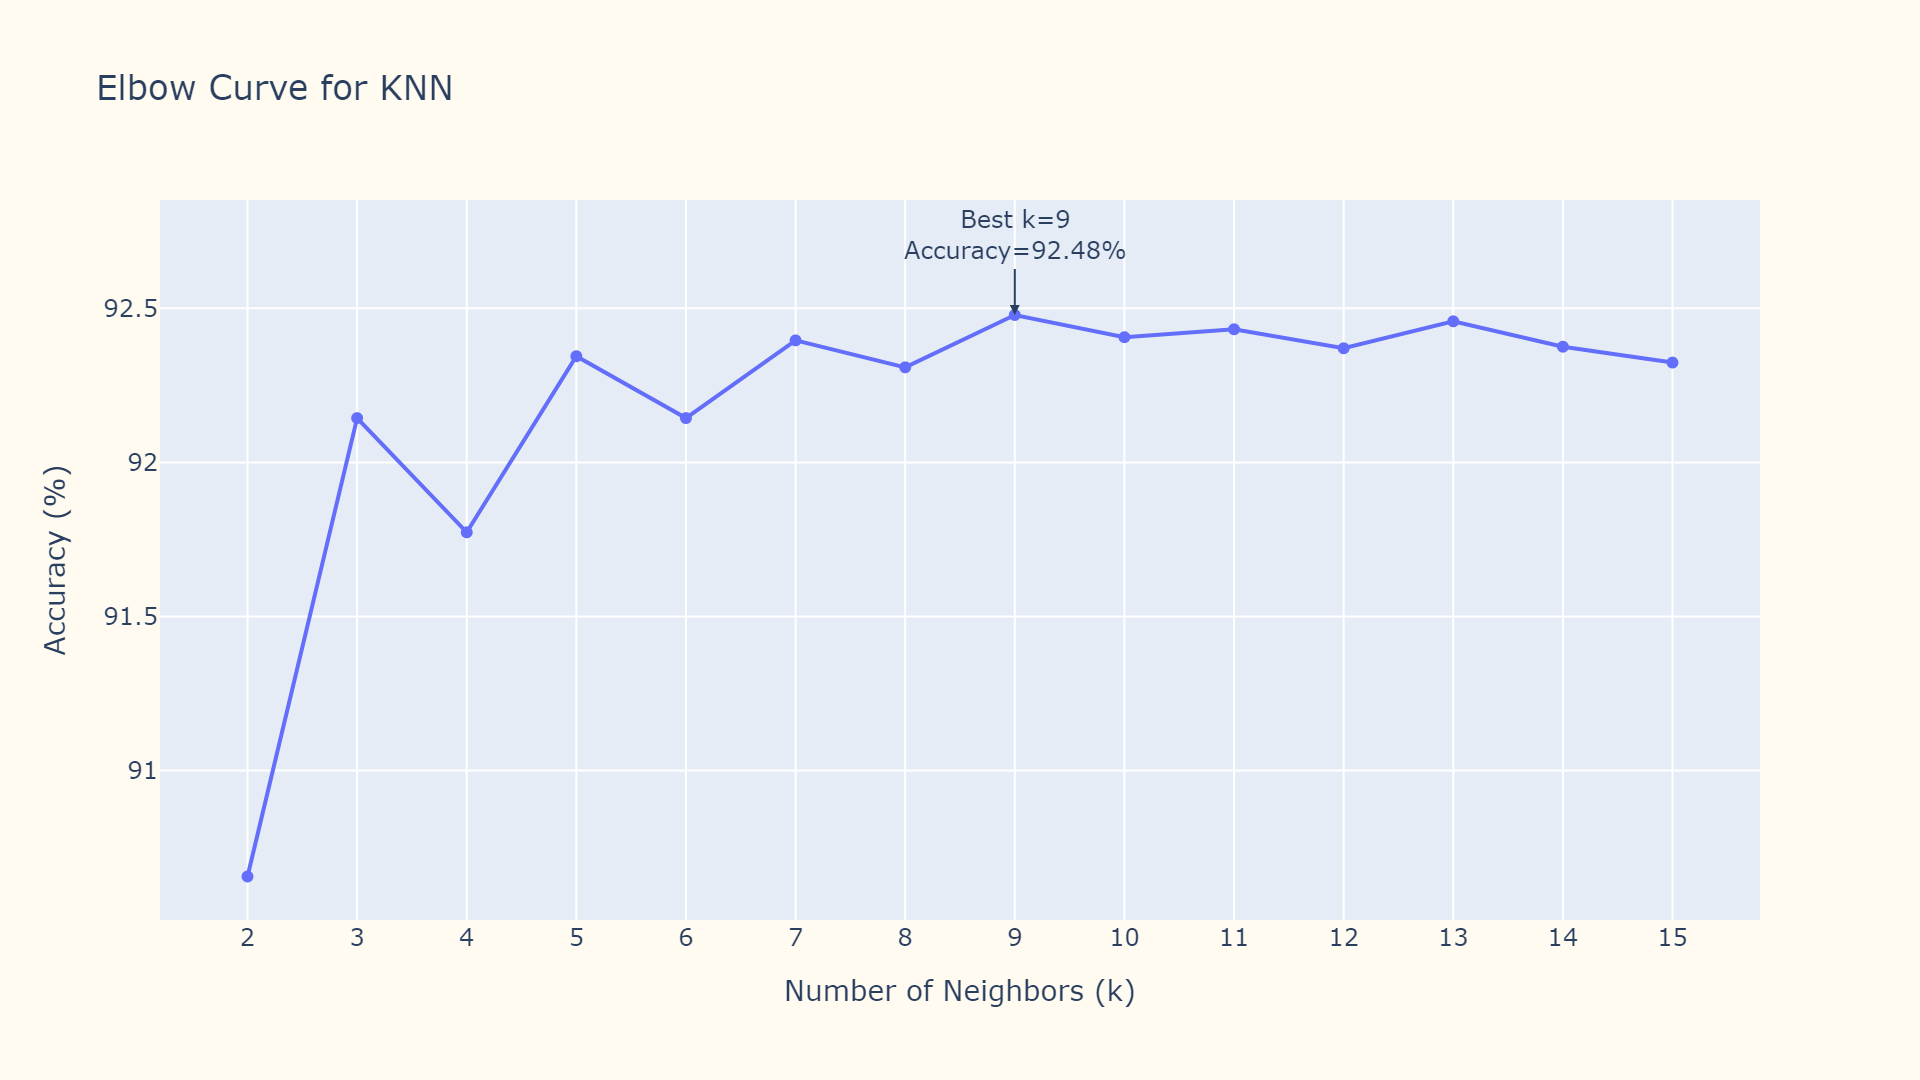 Elbow Curve for KNN
Best k=9
Accuracy=92.48%
92.5
92
91.5
91
Accuracy (%)
2 3 4 5 6 7 8 9 10 11 12 13 14 15
Number of Neighbors (k)